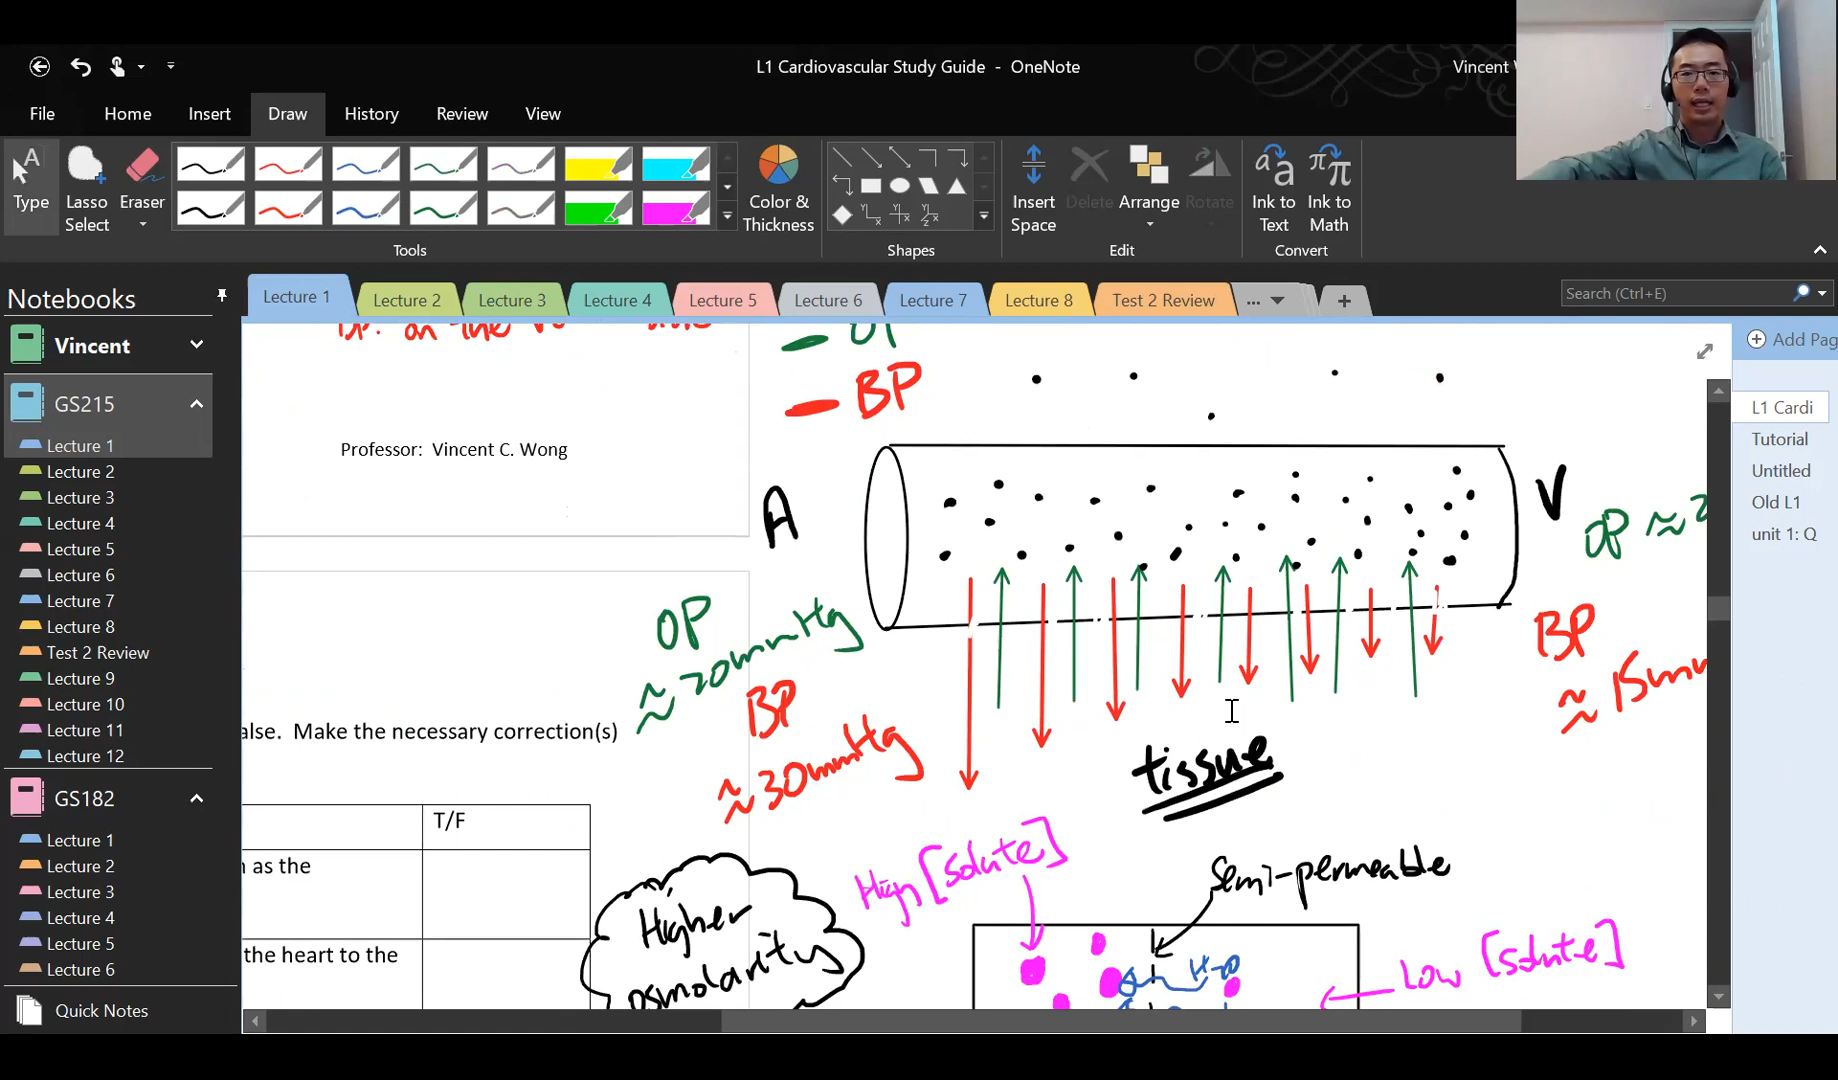 L1 Cardiovascular Study Guide - OneNote
Vincent W
File Home Insert Draw History Review View
Type
Lasso Select
Eraser
Color & Thickness
Insert Space
Delete
Arrange
Rotate
Ink to Text
Ink to Math
Tools
Shapes
Edit
Convert
Notebooks
Lecture 1 Lecture 2 Lecture 3 Lecture 4 Lecture 5 Lecture 6 Lecture 7 Lecture 8 Test 2 Review ...
Search (Ctrl+E)
Vincent
GS215
Lecture 1
Lecture 2
Lecture 3
Lecture 4
Lecture 5
Lecture 6
Lecture 7
Lecture 8
Test 2 Review
Lecture 9
Lecture 10
Lecture 11
Lecture 12
GS182
Lecture 1
Lecture 2
Lecture 3
Lecture 4
Lecture 5
Lecture 6
Quick Notes
Add Pag
L1 Cardi
Tutorial
Untitled
Old L1
unit 1: Q
on the
OP
BP
Professor: Vincent C. Wong
A
V
OP ≈ 2
OP
≈ 20mmHg
BP
≈ 30mmHg
BP
≈ 15mm
tissue
alse. Make the necessary correction(s)
T/F
n as the
the heart to the
Higher
osmolarity
High [solute]
semi-permeable
H2O
Low [solute]